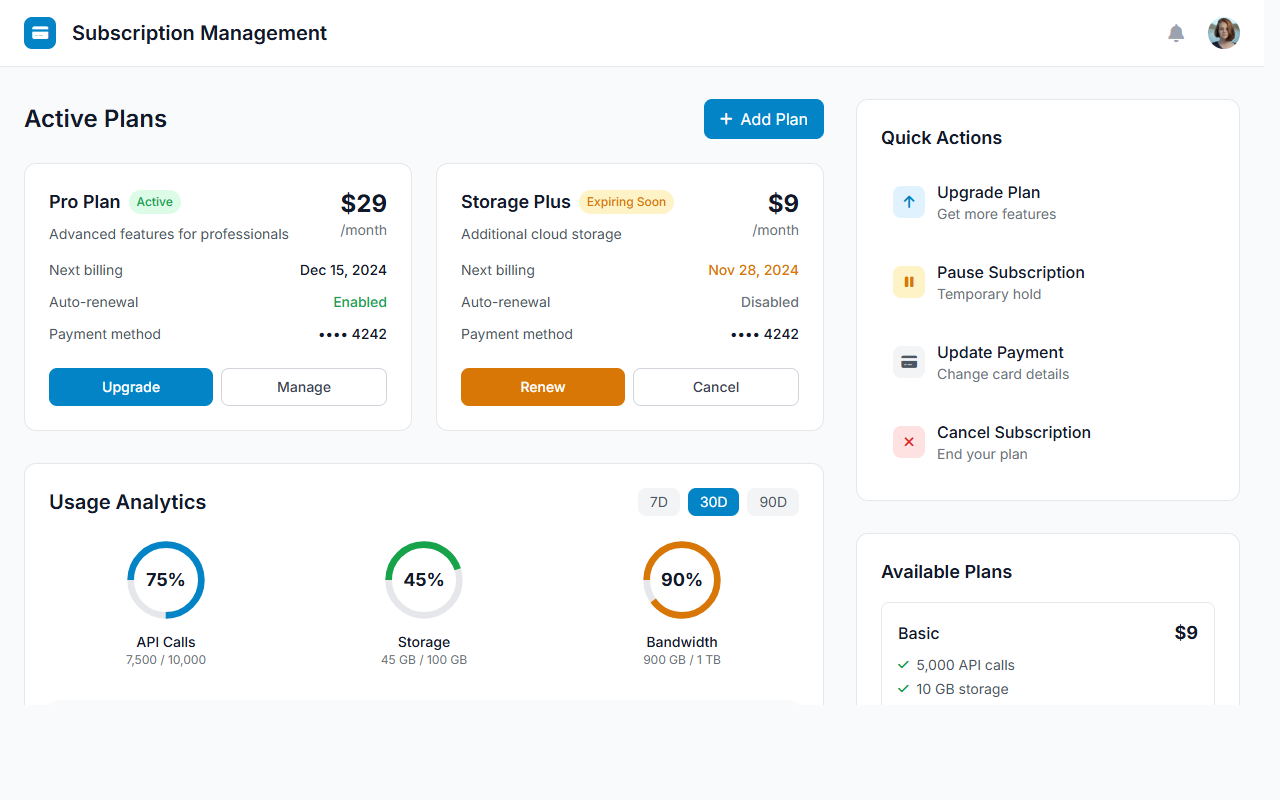 Subscription Management
Active Plans
+ Add Plan
Pro Plan Active
$29
Advanced features for professionals
/month
Next billing Dec 15, 2024
Auto-renewal Enabled
Payment method •••• 4242
Upgrade Manage
Storage Plus Expiring Soon
$9
Additional cloud storage
/month
Next billing Nov 28, 2024
Auto-renewal Disabled
Payment method •••• 4242
Renew Cancel
Usage Analytics
7D 30D 90D
75% 45% 90%
API Calls Storage Bandwidth
7,500 / 10,000 45 GB / 100 GB 900 GB / 1 TB
Quick Actions
Upgrade Plan
Get more features
Pause Subscription
Temporary hold
Update Payment
Change card details
Cancel Subscription
End your plan
Available Plans
Basic $9
5,000 API calls
10 GB storage